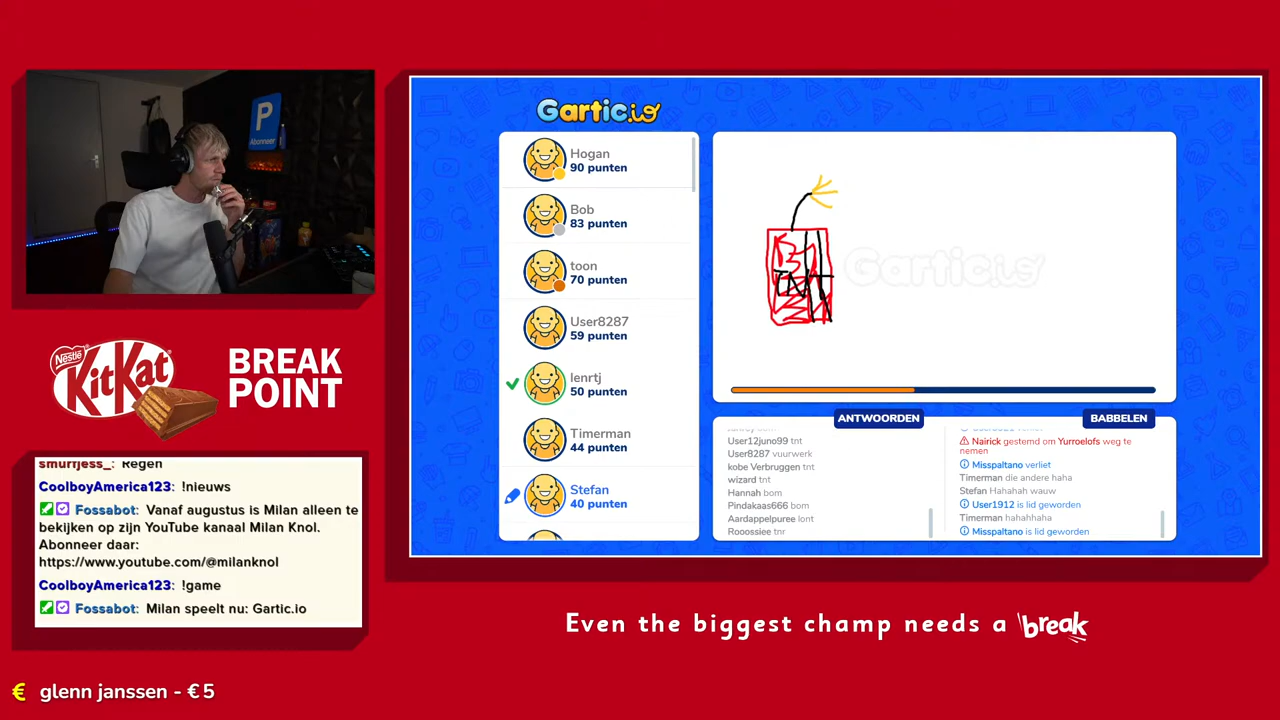 P
Abonneer
Nestlé
KitKat
BREAK
POINT
smurfjess_: Regen
CoolboyAmerica123: !nieuws
Fossabot: Vanaf augustus is Milan alleen te
bekijken op zijn YouTube kanaal Milan Knol.
Abonneer daar:
https://www.youtube.com/@milanknol
CoolboyAmerica123: !game
Fossabot: Milan speelt nu: Gartic.io
€ glenn janssen - €5
Gartic.io
Hogan
90 punten
Bob
83 punten
toon
70 punten
User8287
59 punten
lenrtj
50 punten
Timerman
44 punten
Stefan
40 punten
Gartic.io
TNT
ANTWOORDEN
User12juno99 tnt
User8287 vuurwerk
kobe Verbruggen tnt
wizard tnt
Hannah bom
Pindakaas666 bom
Aardappelpuree lont
Rooossiee tnr
BABBELEN
Nairick gestemd om Yurroelofs weg te
nemen
Misspaltano verliet
Timerman die andere haha
Stefan Hahahah wauw
User1912 is lid geworden
Timerman hahahhaha
Misspaltano is lid geworden
Even the biggest champ needs a break